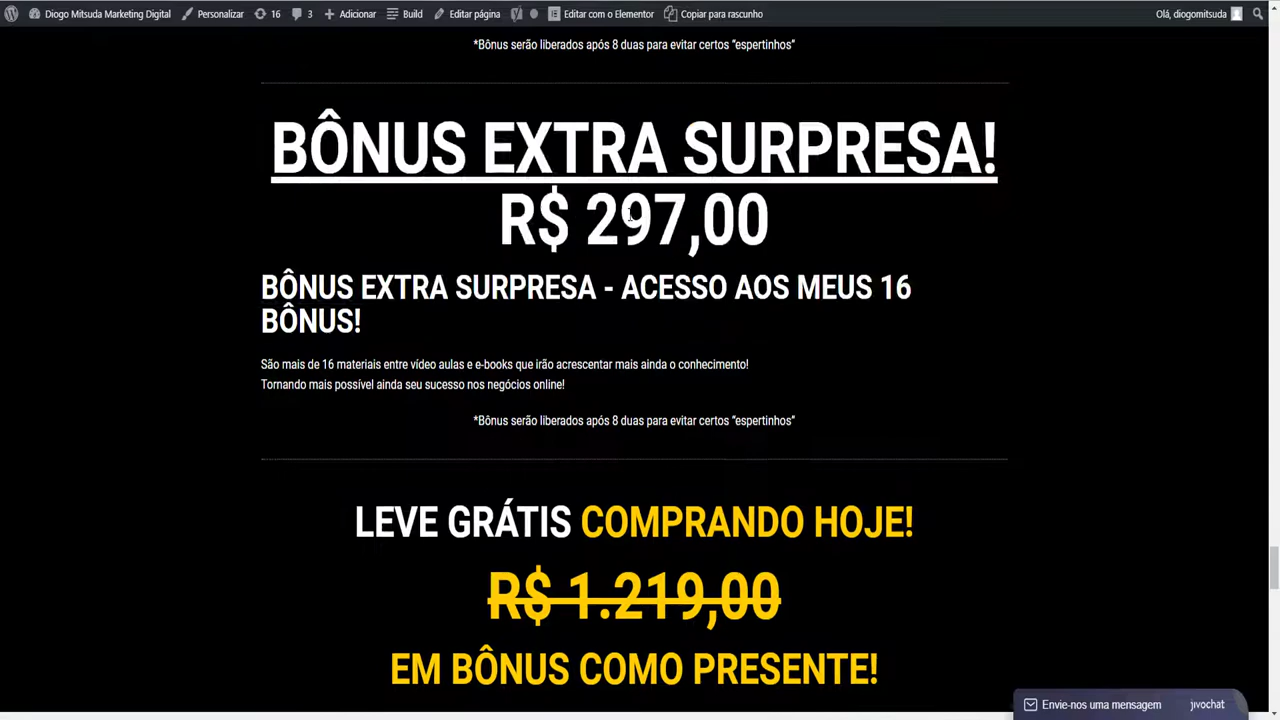 Diogo Mitsuda Marketing Digital Personalizar 16 3 Adicionar Build Editar página Editar com o Elementor Copiar para rascunho Olá, diogomitsuda
*Bônus serão liberados após 8 duas para evitar certos “espertinhos”
BÔNUS EXTRA SURPRESA!
R$ 297,00
BÔNUS EXTRA SURPRESA - ACESSO AOS MEUS 16
BÔNUS!
São mais de 16 materiais entre vídeo aulas e e-books que irão acrescentar mais ainda o conhecimento!
Tornando mais possível ainda seu sucesso nos negócios online!
*Bônus serão liberados após 8 duas para evitar certos “espertinhos”
LEVE GRÁTIS COMPRANDO HOJE!
R$ 1.219,00
EM BÔNUS COMO PRESENTE!
Envie-nos uma mensagem jivochat